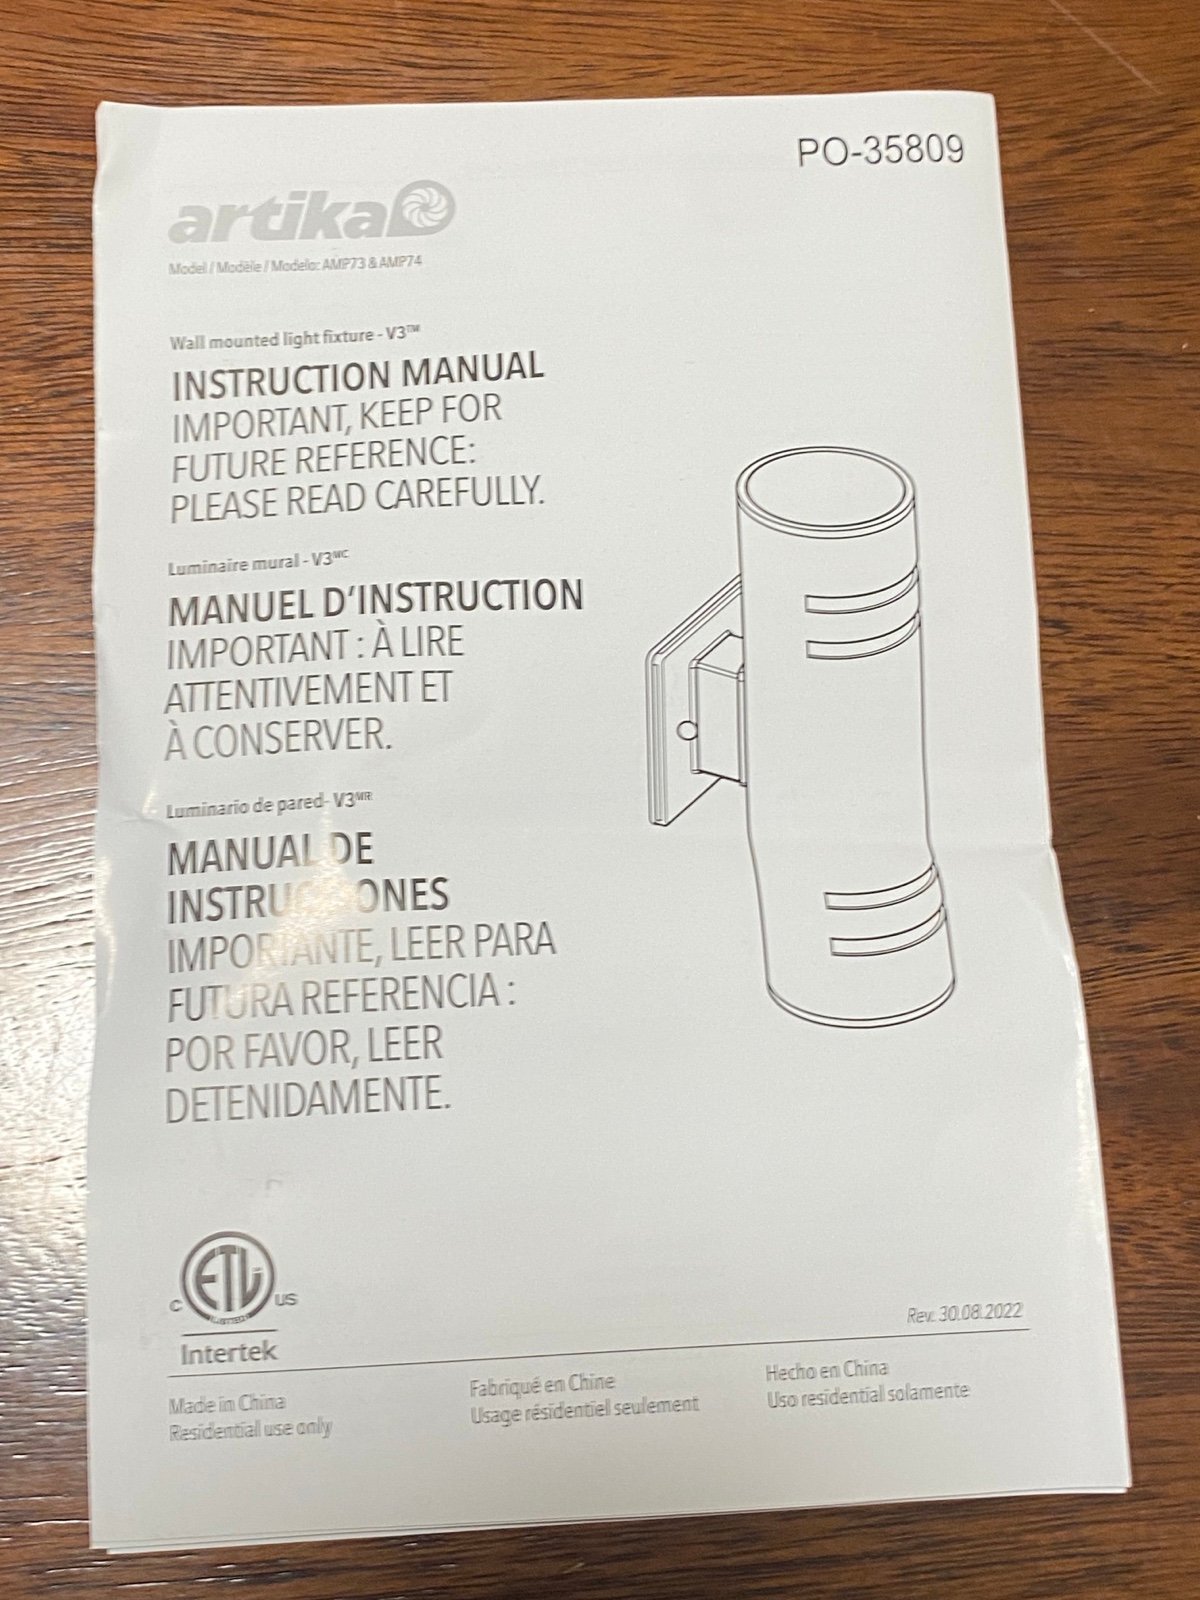 PO-35809
artika
Model / Modèle / Modelo: AMP73 & AMP74
Wall mounted light fixture - V3™
INSTRUCTION MANUAL
IMPORTANT, KEEP FOR
FUTURE REFERENCE:
PLEASE READ CAREFULLY.
Luminaire mural - V3ᴹᶜ
MANUEL D'INSTRUCTION
IMPORTANT : À LIRE
ATTENTIVEMENT ET
À CONSERVER.
Luminario de pared- V3ᴹᴿ
MANUAL DE
INSTRUCCIONES
IMPORTANTE, LEER PARA
FUTURA REFERENCIA :
POR FAVOR, LEER
DETENIDAMENTE.
C ETL US
Intertek
Rev. 30.08.2022
Made in China
Residential use only
Fabriqué en Chine
Usage résidentiel seulement
Hecho en China
Uso residential solamente